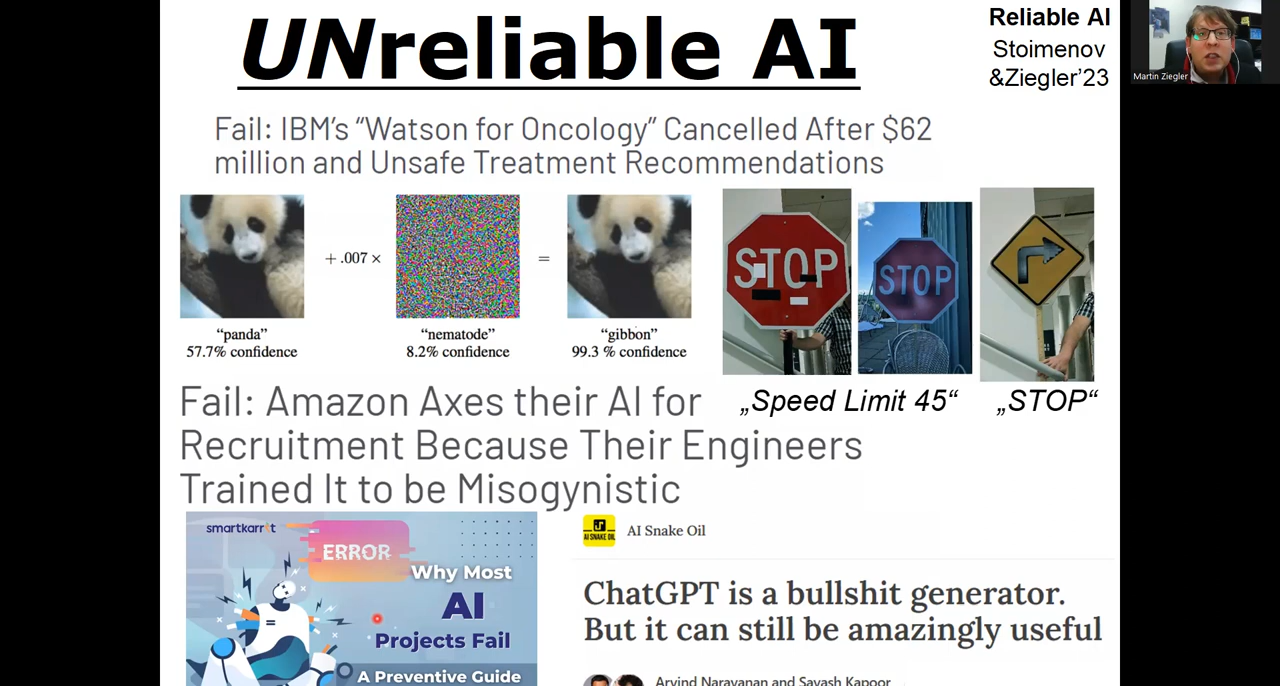 UNreliable AI
Reliable AI
Stoimenov
&Ziegler’23
Martin Ziegler
Fail: IBM’s “Watson for Oncology” Cancelled After $62
million and Unsafe Treatment Recommendations
+ .007 ×
=
“panda”
57.7% confidence
“nematode”
8.2% confidence
“gibbon”
99.3 % confidence
STOP
STOP
„Speed Limit 45“
„STOP“
Fail: Amazon Axes their AI for
Recruitment Because Their Engineers
Trained It to be Misogynistic
smartkarrot
ERROR
Why Most
AI
Projects Fail
A Preventive Guide
AI SNAKE OIL
AI Snake Oil
ChatGPT is a bullshit generator.
But it can still be amazingly useful
Arvind Narayanan and Sayash Kapoor